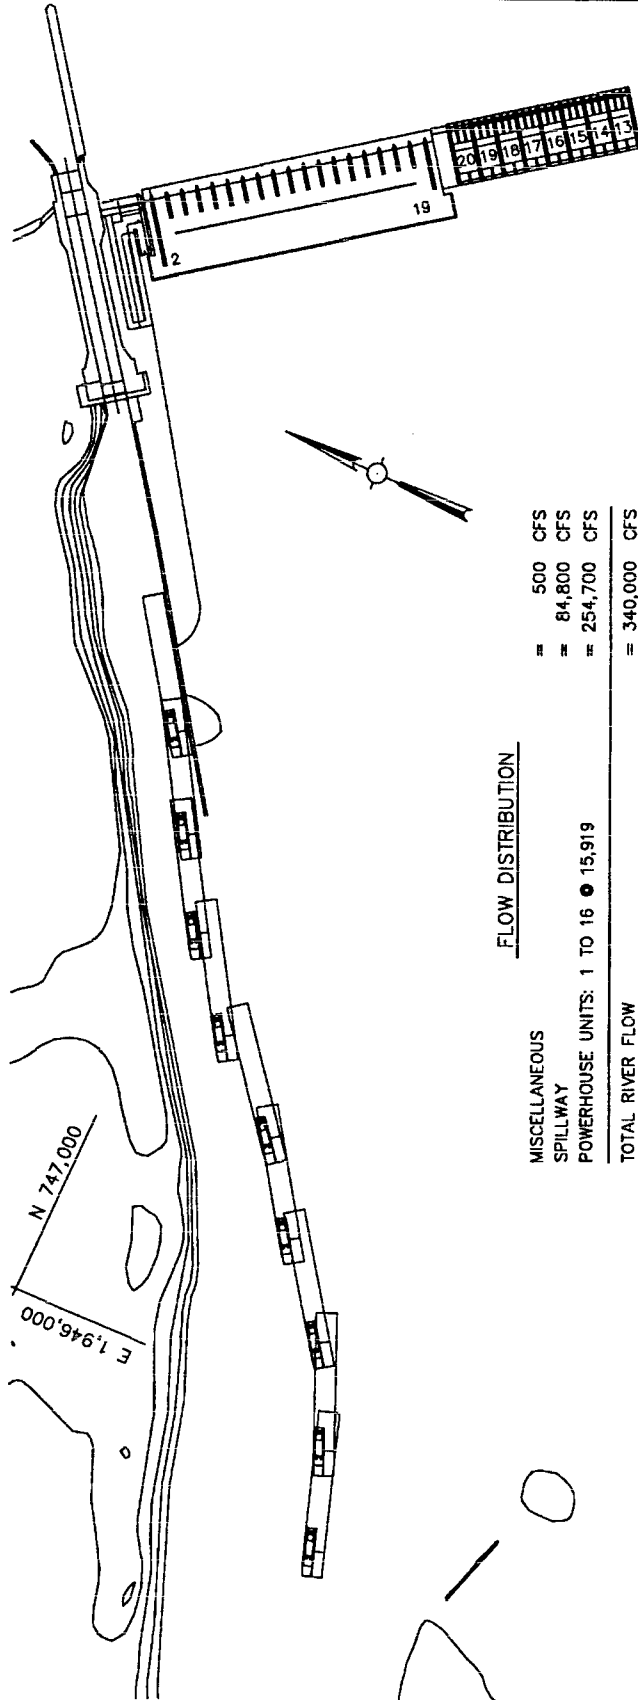 20 19 18 17 16 15 14 13
19
2
FLOW DISTRIBUTION
MISCELLANEOUS = 500 CFS
SPILLWAY = 84,800 CFS
POWERHOUSE UNITS: 1 TO 16 @ 15,919 = 254,700 CFS
TOTAL RIVER FLOW = 340,000 CFS
N 747,000
E 1,946,000